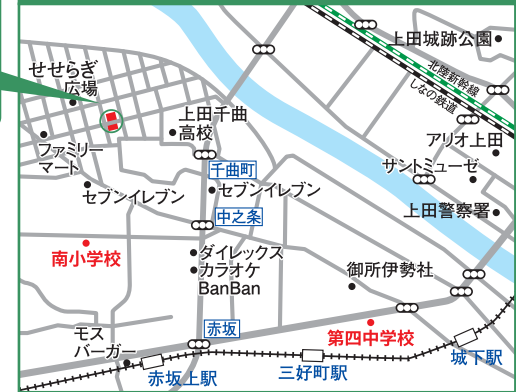 上田城跡公園
北陸新幹線
しなの鉄道
せせらぎ
広場
上田千曲
高校
アリオ上田
ファミリー
マート
サントミューゼ
千曲町
セブンイレブン
セブンイレブン
中之条
上田警察署
南小学校
ダイレックス
カラオケ
BanBan
御所伊勢社
赤坂
第四中学校
モス
バーガー
赤坂上駅
三好町駅
城下駅